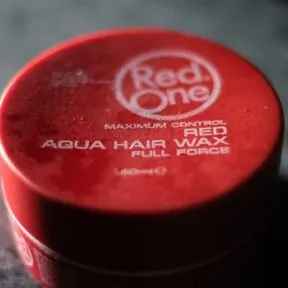 Red
One
MAXIMUM CONTROL
RED
AQUA HAIR WAX
FULL FORCE